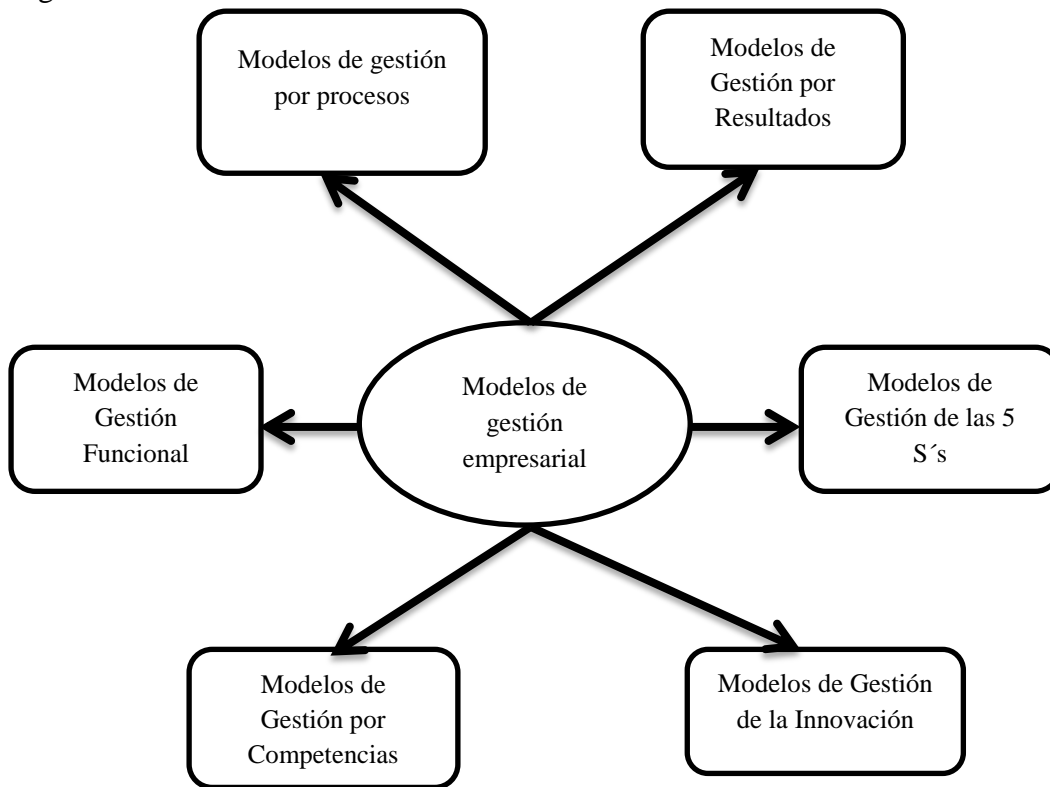 Modelos de gestión
por procesos
Modelos de
Gestión por
Resultados
Modelos de
Gestión
Funcional
Modelos de
gestión
empresarial
Modelos de
Gestión de las 5
S´s
Modelos de
Gestión por
Competencias
Modelos de Gestión
de la Innovación